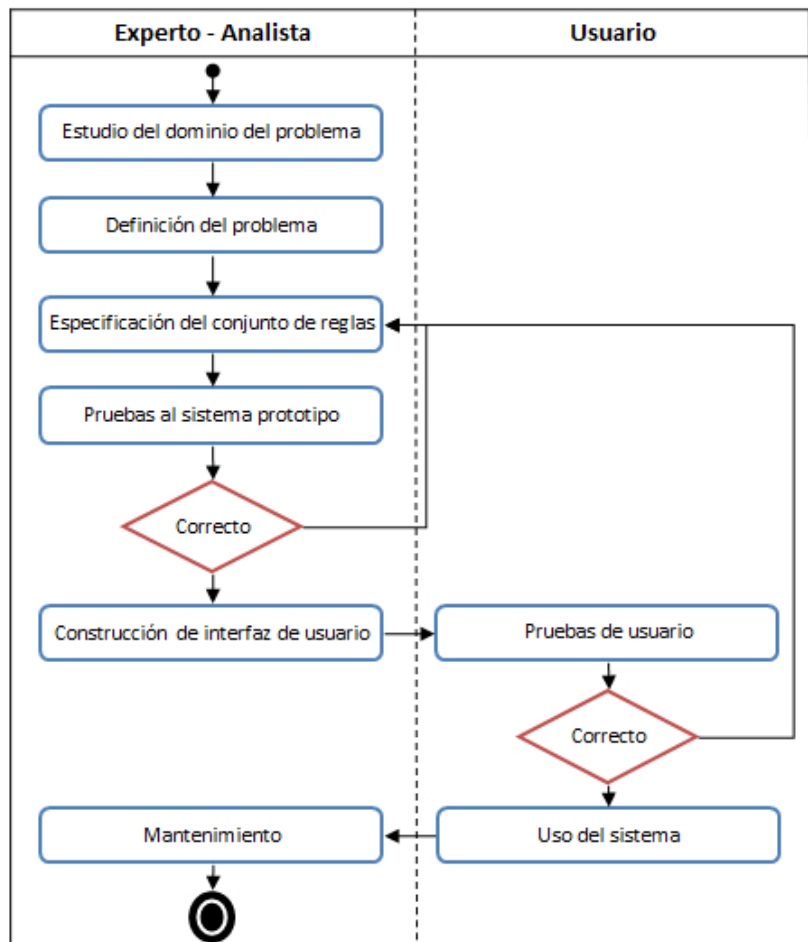 Experto - Analista
Usuario
Estudio del dominio del problema
Definición del problema
Especificación del conjunto de reglas
Pruebas al sistema prototipo
Correcto
Construcción de interfaz de usuario
Pruebas de usuario
Correcto
Mantenimiento
Uso del sistema